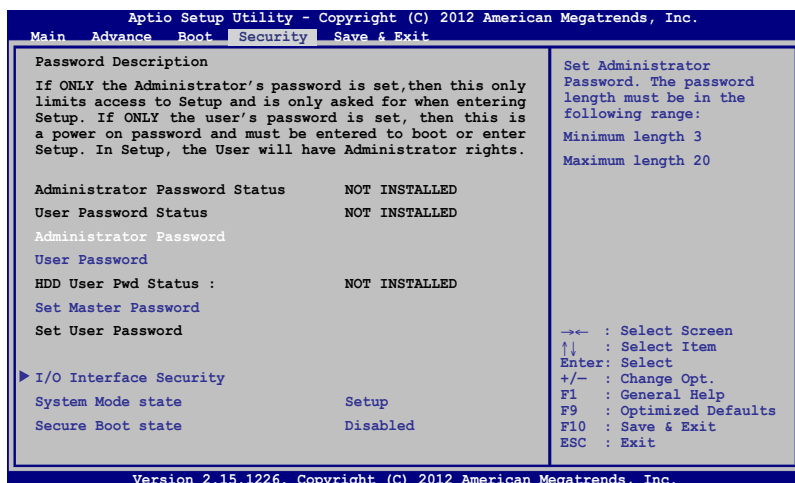 Aptio Setup Utility - Copyright (C) 2012 American Megatrends, Inc.
Main Advance Boot Security Save & Exit
Password Description
If ONLY the Administrator's password is set,then this only
limits access to Setup and is only asked for when entering
Setup. If ONLY the user's password is set, then this is
a power on password and must be entered to boot or enter
Setup. In Setup, the User will have Administrator rights.
Administrator Password Status NOT INSTALLED
User Password Status NOT INSTALLED
Administrator Password
User Password
HDD User Pwd Status : NOT INSTALLED
Set Master Password
Set User Password
I/O Interface Security
System Mode state Setup
Secure Boot state Disabled
Set Administrator
Password. The password
length must be in the
following range:
Minimum length 3
Maximum length 20
→← : Select Screen
↑↓ : Select Item
Enter: Select
+/— : Change Opt.
F1 : General Help
F9 : Optimized Defaults
F10 : Save & Exit
ESC : Exit
Version 2.15.1226. Copyright (C) 2012 American Megatrends, Inc.